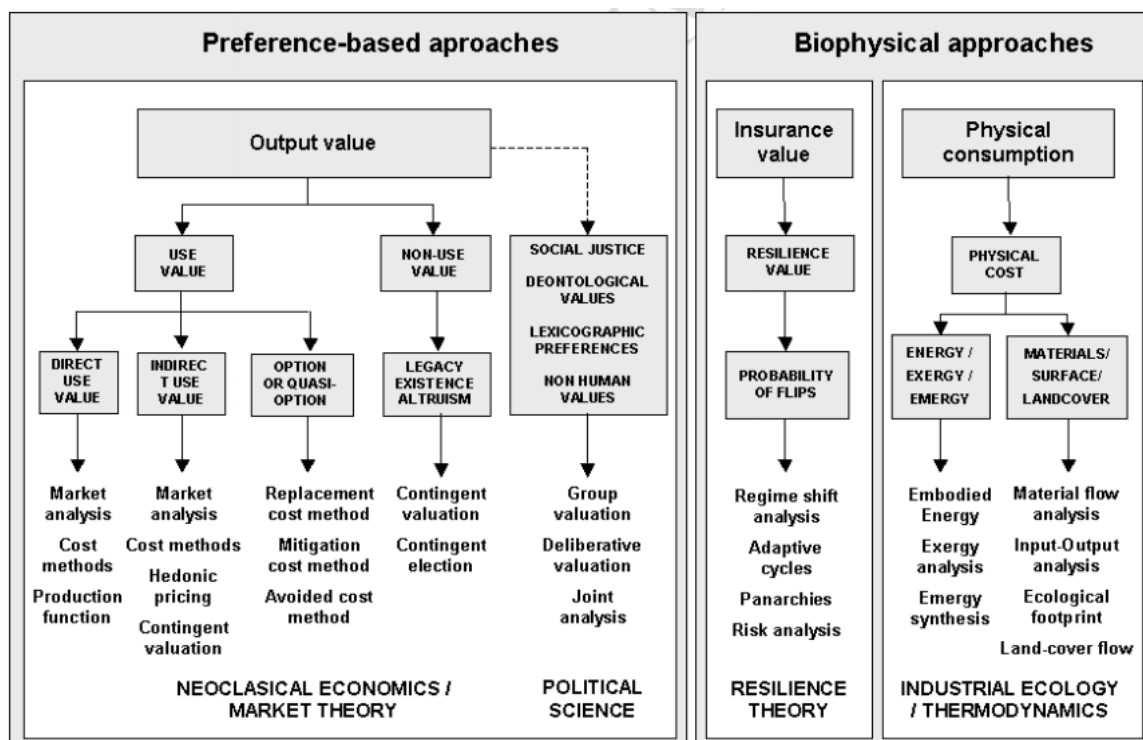 Preference-based aproaches
Biophysical approaches
Output value
Insurance
value
Physical
consumption
USE
VALUE
NON-USE
VALUE
SOCIAL JUSTICE
DEONTOLOGICAL
VALUES
LEXICOGRAPHIC
PREFERENCES
NON HUMAN
VALUES
RESILIENCE
VALUE
PHYSICAL
COST
DIRECT
USE
VALUE
INDIREC
T USE
VALUE
OPTION
OR QUASI-
OPTION
LEGACY
EXISTENCE
ALTRUISM
PROBABILITY
OF FLIPS
ENERGY /
EXERGY /
EMERGY
MATERIALS/
SURFACE/
LANDCOVER
Market
analysis
Cost
methods
Production
function
Market
analysis
Cost methods
Hedonic
pricing
Contingent
valuation
Replacement
cost method
Mitigation
cost method
Avoided cost
method
Contingent
valuation
Contingent
election
Group
valuation
Deliberative
valuation
Joint
analysis
Regime shift
analysis
Adaptive
cycles
Panarchies
Risk analysis
Embodied
Energy
Exergy
analysis
Emergy
synthesis
Material flow
analysis
Input-Output
analysis
Ecological
footprint
Land-cover flow
NEOCLASICAL ECONOMICS /
MARKET THEORY
POLITICAL
SCIENCE
RESILIENCE
THEORY
INDUSTRIAL ECOLOGY
/ THERMODYNAMICS